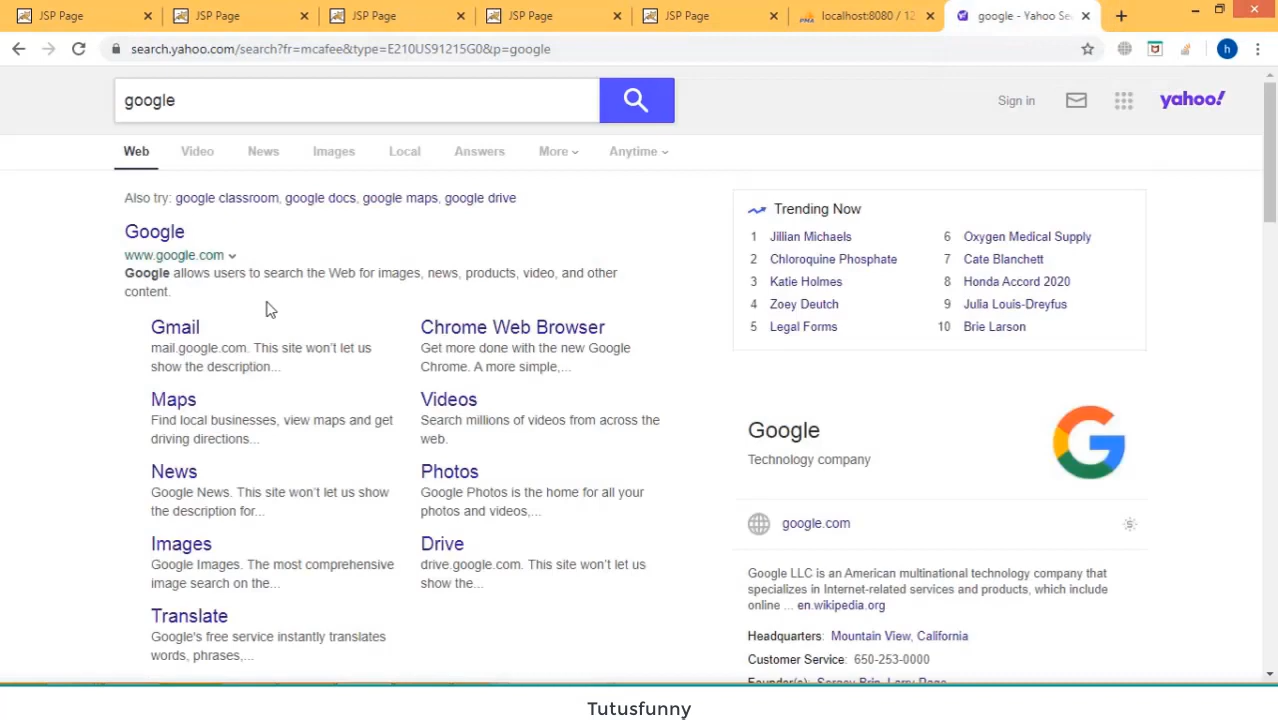 JSP Page
JSP Page
JSP Page
JSP Page
JSP Page
localhost:8080 / 12
google - Yahoo Se
search.yahoo.com/search?fr=mcafee&type=E210US91215G0&p=google
h
google
Sign in
yahoo!
Web
Video
News
Images
Local
Answers
More
Anytime
Also try: google classroom, google docs, google maps, google drive
Google
www.google.com
Google allows users to search the Web for images, news, products, video, and other
content.
Gmail
mail.google.com. This site won't let us
show the description...
Chrome Web Browser
Get more done with the new Google
Chrome. A more simple,...
Maps
Find local businesses, view maps and get
driving directions...
Videos
Search millions of videos from across the
web.
News
Google News. This site won't let us show
the description for...
Photos
Google Photos is the home for all your
photos and videos,...
Images
Google Images. The most comprehensive
image search on the...
Drive
drive.google.com. This site won't let us
show the...
Translate
Google's free service instantly translates
words, phrases,...
Trending Now
1 Jillian Michaels
2 Chloroquine Phosphate
3 Katie Holmes
4 Zoey Deutch
5 Legal Forms
6 Oxygen Medical Supply
7 Cate Blanchett
8 Honda Accord 2020
9 Julia Louis-Dreyfus
10 Brie Larson
Google
Technology company
google.com
Google LLC is an American multinational technology company that
specializes in Internet-related services and products, which include
online ... en.wikipedia.org
Headquarters: Mountain View, California
Customer Service: 650-253-0000
Founder(s): Sergey Brin, Larry Page
Tutusfunny